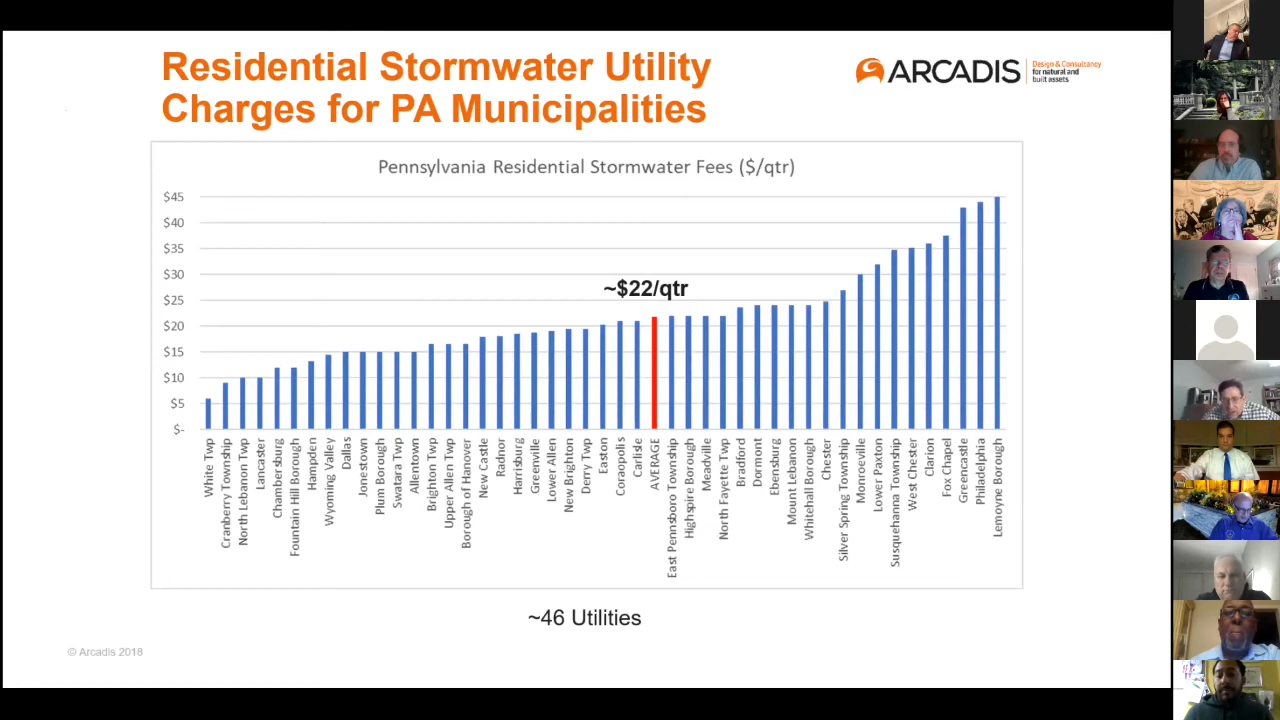 Residential Stormwater Utility
Charges for PA Municipalities
ARCADIS
Design & Consultancy
for natural and
built assets
Pennsylvania Residential Stormwater Fees ($/qtr)
$45
$40
$35
$30
$25
$20
$15
$10
$5
$-
~$22/qtr
White Twp
Cranberry Township
North Lebanon Twp
Lancaster
Chambersburg
Fountain Hill Borough
Hampden
Wyoming Valley
Dallas
Jonestown
Plum Borough
Swatara Twp
Allentown
Brighton Twp
Upper Allen Twp
Borough of Hanover
New Castle
Radnor
Harrisburg
Greenville
Lower Allen
New Brighton
Derry Twp
Easton
Coraopolis
Carlisle
AVERAGE
East Pennsboro Township
Highspire Borough
Meadville
North Fayette Twp
Bradford
Dormont
Ebensburg
Mount Lebanon
Whitehall Borough
Chester
Silver Spring Township
Monroeville
Lower Paxton
Susquehanna Township
West Chester
Clarion
Fox Chapel
Greencastle
Philadelphia
Lemoyne Borough
~46 Utilities
© Arcadis 2018